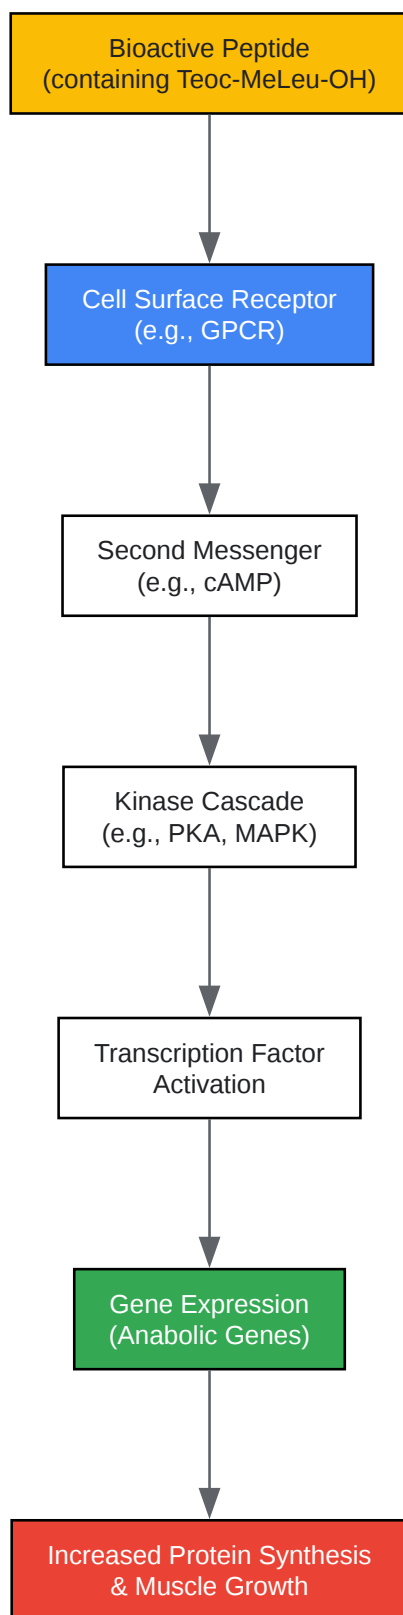 Bioactive Peptide
(containing Teoc-MeLeu-OH)
Cell Surface Receptor
(e.g., GPCR)
Second Messenger
(e.g., cAMP)
Kinase Cascade
(e.g., PKA, MAPK)
Transcription Factor
Activation
Gene Expression
(Anabolic Genes)
Increased Protein Synthesis
& Muscle Growth